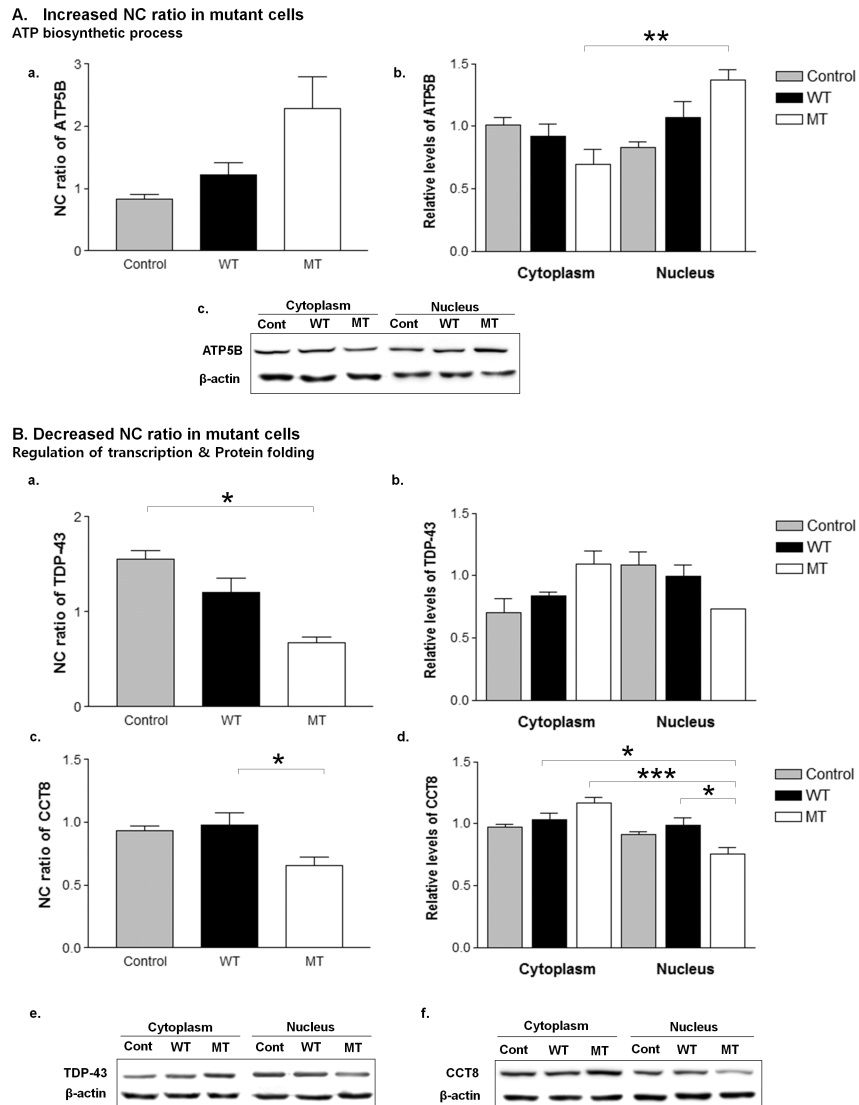 A. Increased NC ratio in mutant cells
ATP biosynthetic process
a.
NC ratio of ATP5B
3
2
1
0
Control WT MT
b.
**
Relative levels of ATP5B
1.5
1.0
0.5
0.0
Cytoplasm Nucleus
Control
WT
MT
c.
Cytoplasm Nucleus
Cont WT MT Cont WT MT
ATP5B
β-actin
B. Decreased NC ratio in mutant cells
Regulation of transcription & Protein folding
a.
*
NC ratio of TDP-43
2
1
0
Control WT MT
b.
Relative levels of TDP-43
1.5
1.0
0.5
0.0
Cytoplasm Nucleus
Control
WT
MT
c.
*
NC ratio of CCT8
1.5
1.0
0.5
0.0
Control WT MT
d.
*
***
*
Relative levels of CCT8
1.5
1.0
0.5
0.0
Cytoplasm Nucleus
Control
WT
MT
e.
Cytoplasm Nucleus
Cont WT MT Cont WT MT
TDP-43
β-actin
f.
Cytoplasm Nucleus
Cont WT MT Cont WT MT
CCT8
β-actin